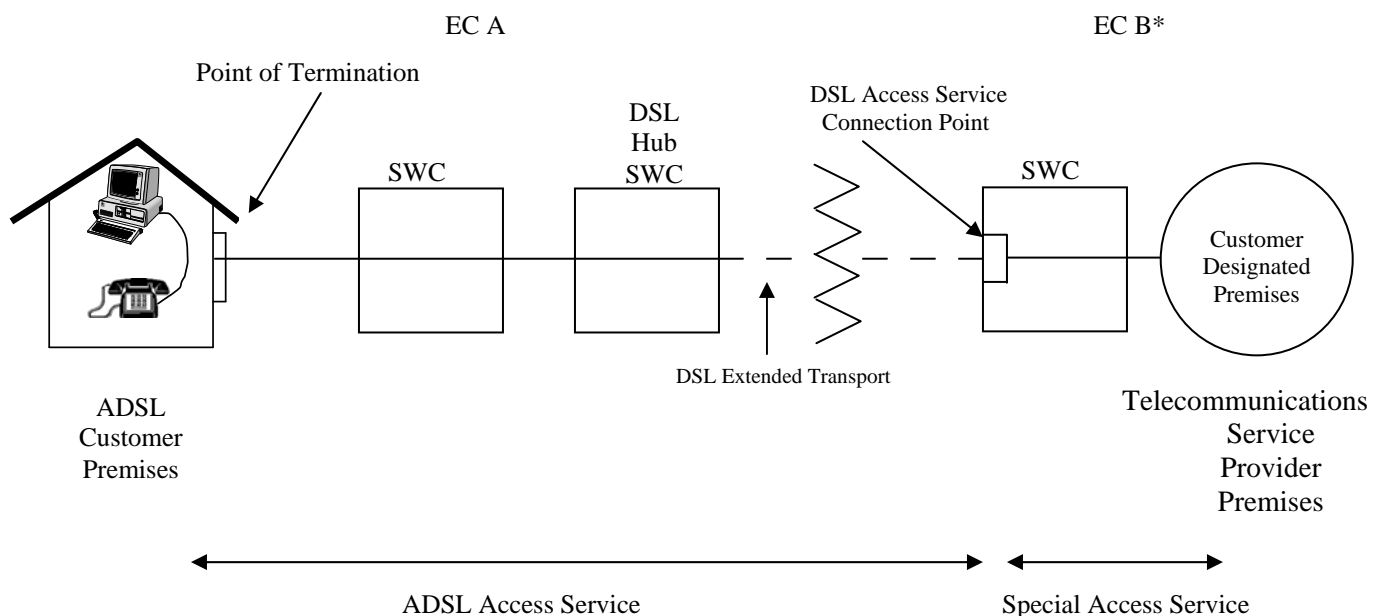 EC A
EC B*
Point of Termination
DSL Access Service
Connection Point
DSL
Hub
SWC
SWC
SWC
Customer
Designated
Premises
DSL Extended Transport
ADSL
Customer
Premises
Telecommunications
Service
Provider
Premises
ADSL Access Service
Special Access Service